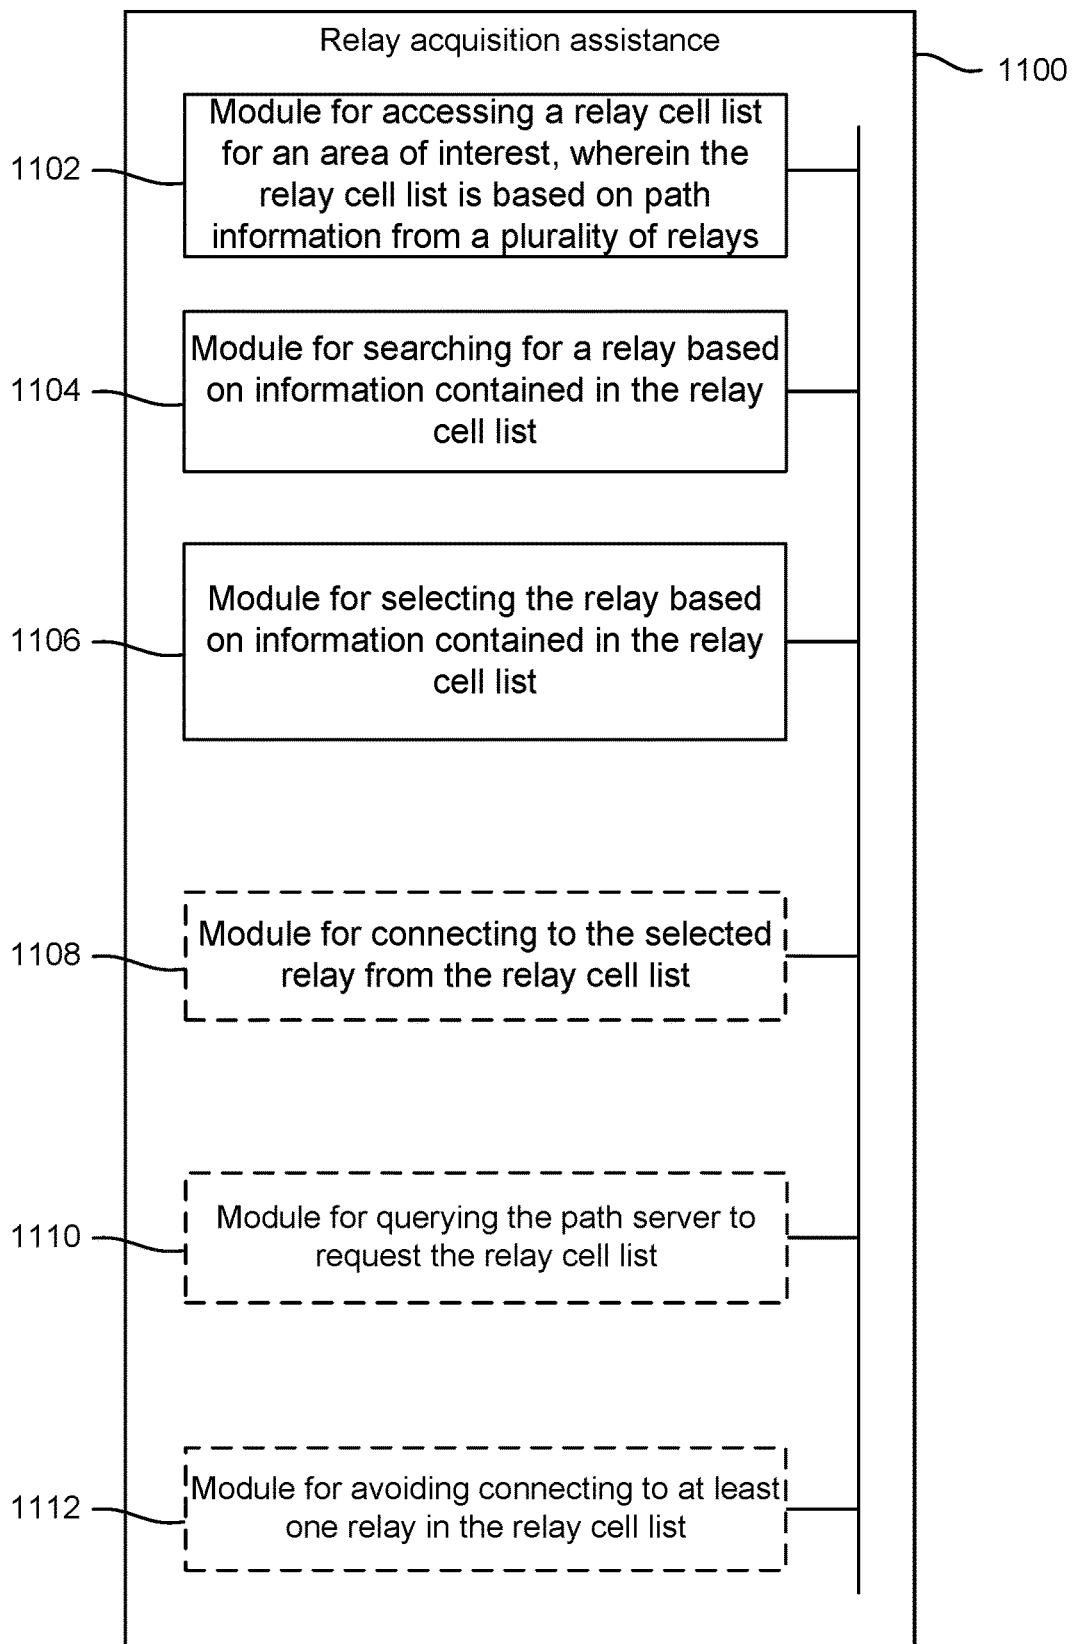 Relay acquisition assistance
1100
1102
Module for accessing a relay cell list
for an area of interest, wherein the
relay cell list is based on path
information from a plurality of relays
1104
Module for searching for a relay based
on information contained in the relay
cell list
1106
Module for selecting the relay based
on information contained in the relay
cell list
1108
Module for connecting to the selected
relay from the relay cell list
1110
Module for querying the path server to
request the relay cell list
1112
Module for avoiding connecting to at least
one relay in the relay cell list